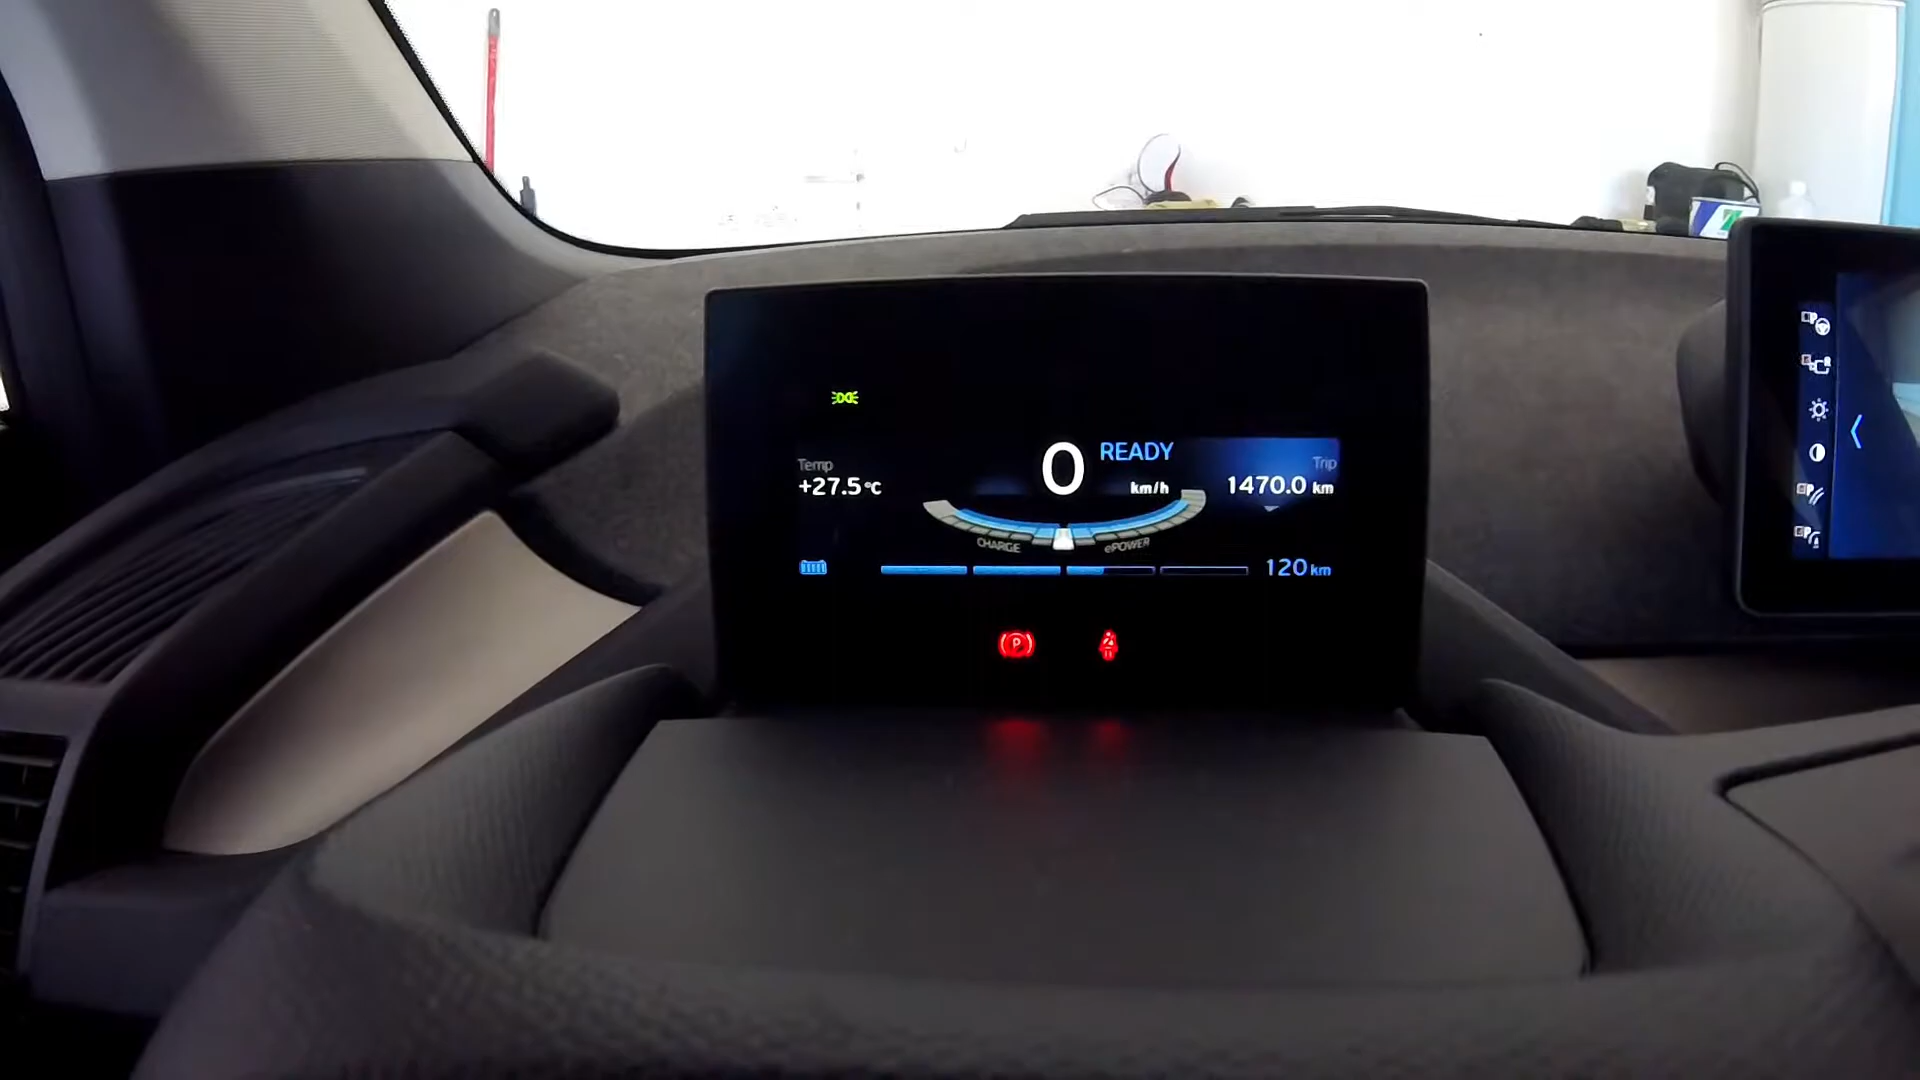 READY
0
km/h
Temp
+27.5°C
Trip
1470.0 km
CHARGE
ePOWER
120 km
P